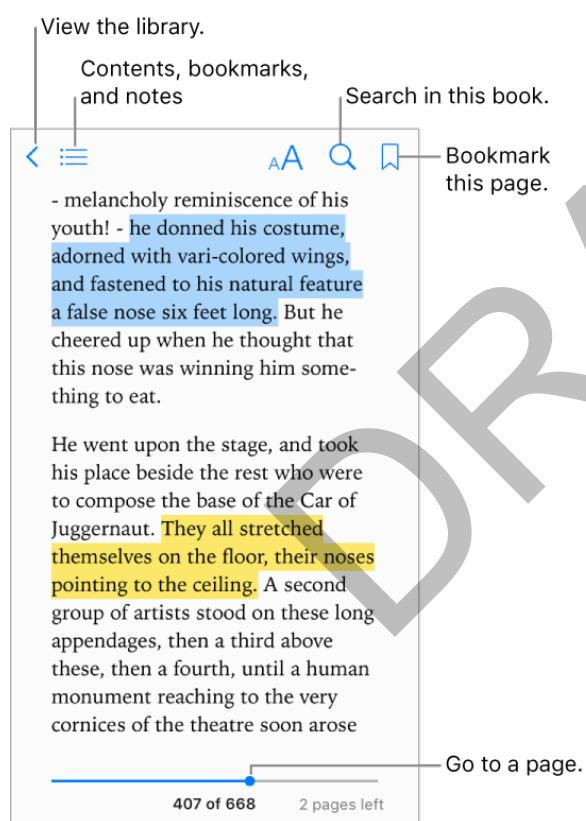 View the library.
Contents, bookmarks,
and notes
Search in this book.
AA
Bookmark
this page.
- melancholy reminiscence of his
youth! - he donned his costume,
adorned with vari-colored wings,
and fastened to his natural feature
a false nose six feet long. But he
cheered up when he thought that
this nose was winning him some-
thing to eat.
He went upon the stage, and took
his place beside the rest who were
to compose the base of the Car of
Juggernaut. They all stretched
themselves on the floor, their noses
pointing to the ceiling. A second
group of artists stood on these long
appendages, then a third above
these, then a fourth, until a human
monument reaching to the very
cornices of the theatre soon arose
Go to a page.
407 of 668
2 pages left
DR